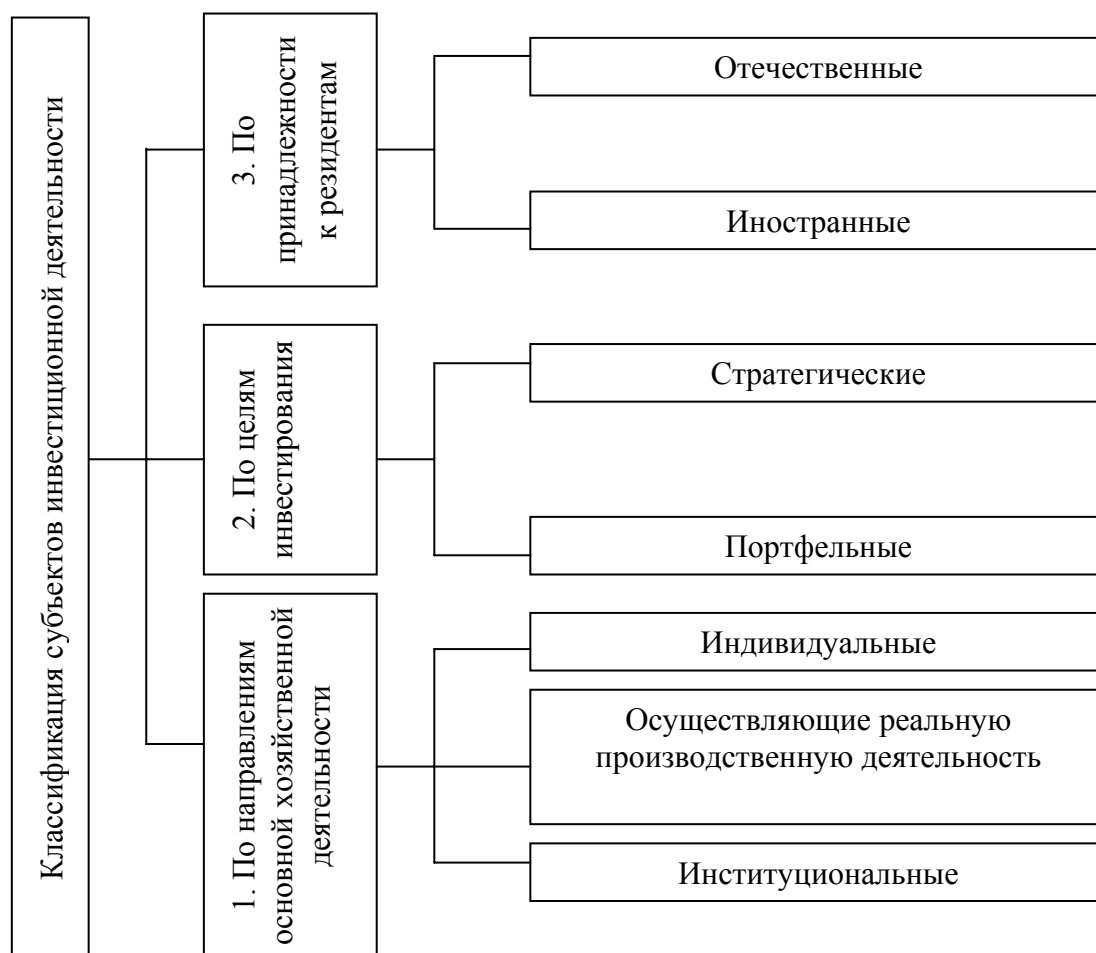 Классификация субъектов инвестиционной деятельности
3. По
принадлежности
к резидентам
Отечественные
Иностранные
2. По целям
инвестирования
Стратегические
Портфельные
1. По направлениям
основной хозяйственной
деятельности
Индивидуальные
Осуществляющие реальную
производственную деятельность
Институциональные